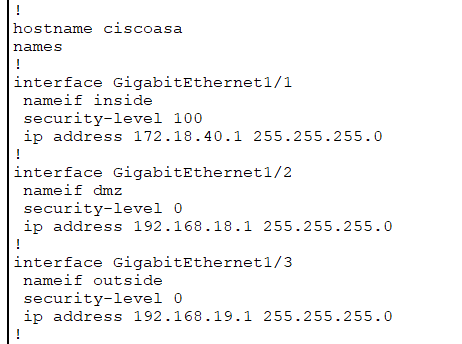 !
hostname ciscoasa
names
!
interface GigabitEthernet1/1
 nameif inside
 security-level 100
 ip address 172.18.40.1 255.255.255.0
!
interface GigabitEthernet1/2
 nameif dmz
 security-level 0
 ip address 192.168.18.1 255.255.255.0
!
interface GigabitEthernet1/3
 nameif outside
 security-level 0
 ip address 192.168.19.1 255.255.255.0
!